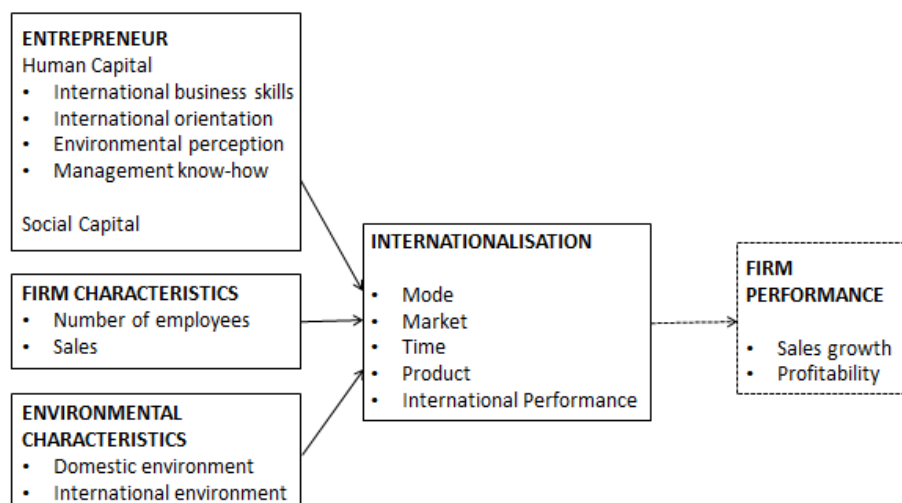 ENTREPRENEUR
Human Capital
• International business skills
• International orientation
• Environmental perception
• Management know-how
Social Capital
FIRM CHARACTERISTICS
• Number of employees
• Sales
ENVIRONMENTAL
CHARACTERISTICS
• Domestic environment
• International environment
INTERNATIONALISATION
• Mode
• Market
• Time
• Product
• International Performance
FIRM
PERFORMANCE
• Sales growth
• Profitability